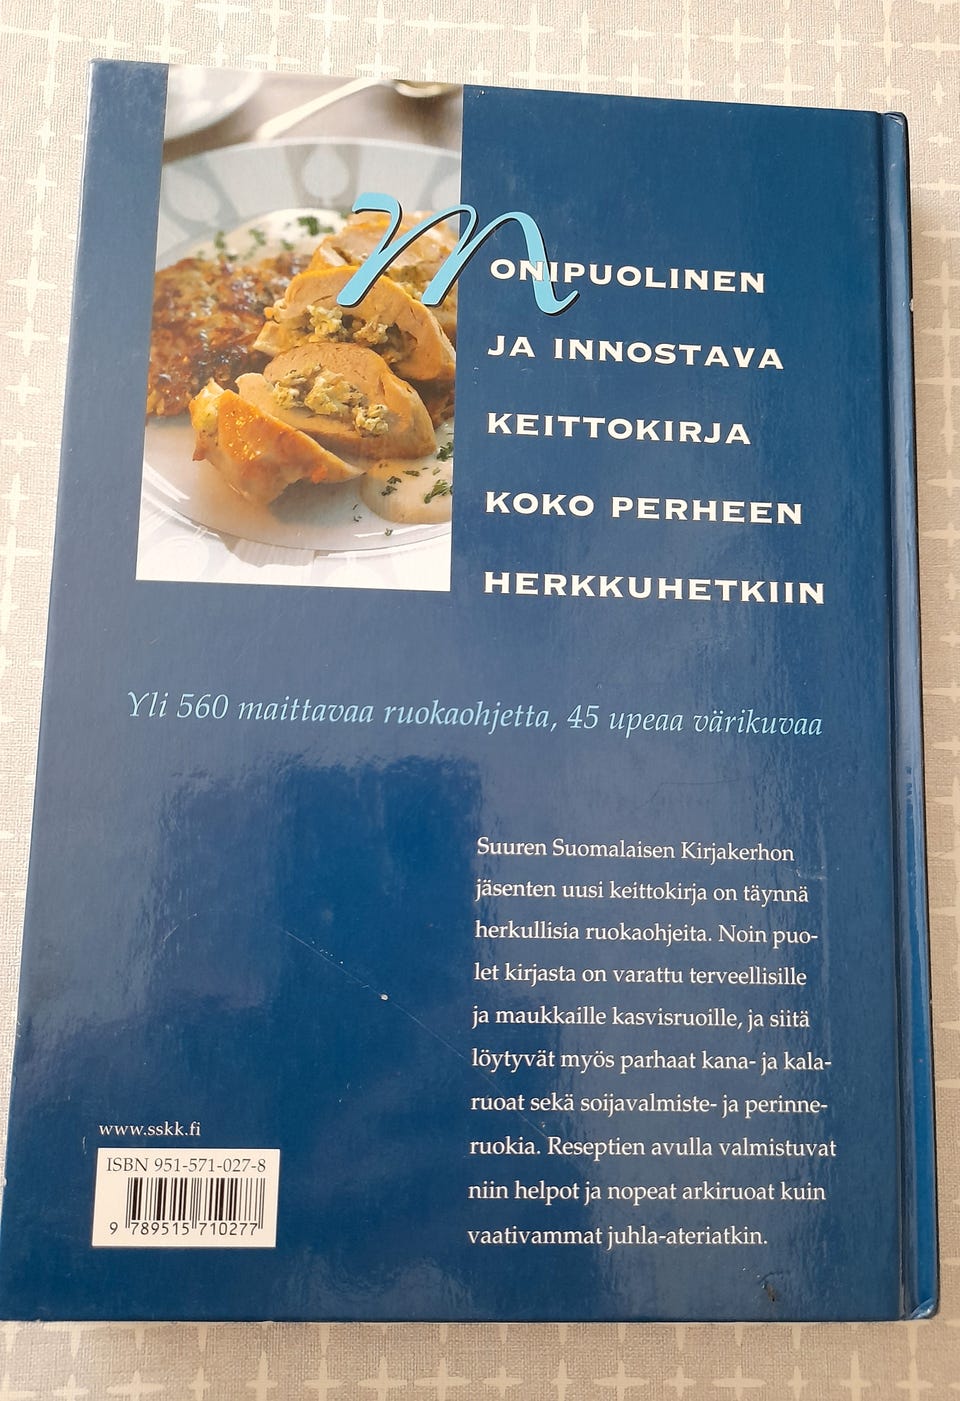 MONIPUOLINEN
JA INNOSTAVA
KEITTOKIRJA
KOKO PERHEEN
HERKKUHETKIIN
Yli 560 maittavaa ruokaohjetta, 45 upeaa värikuvaa
Suuren Suomalaisen Kirjakerhon
jäsenten uusi keittokirja on täynnä
herkullisia ruokaohjeita. Noin puo-
let kirjasta on varattu terveellisille
ja maukkaille kasvisruoille, ja siitä
löytyvät myös parhaat kana- ja kala-
ruoat sekä soijavalmiste- ja perinne-
ruokia. Reseptien avulla valmistuvat
niin helpot ja nopeat arkiruoat kuin
vaativammat juhla-ateriatkin.
www.sskk.fi
ISBN 951-571-027-8
9 789515 710277